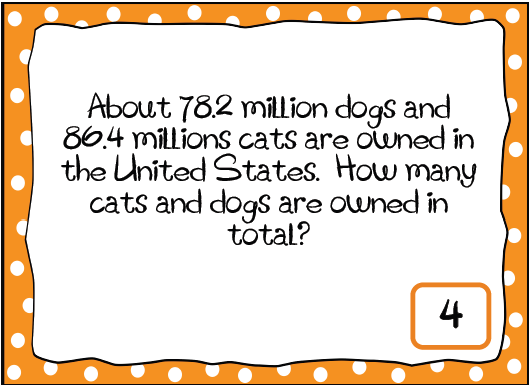 About 78.2 million dogs and
86.4 millions cats are owned in
the United States. How many
cats and dogs are owned in
total?
4